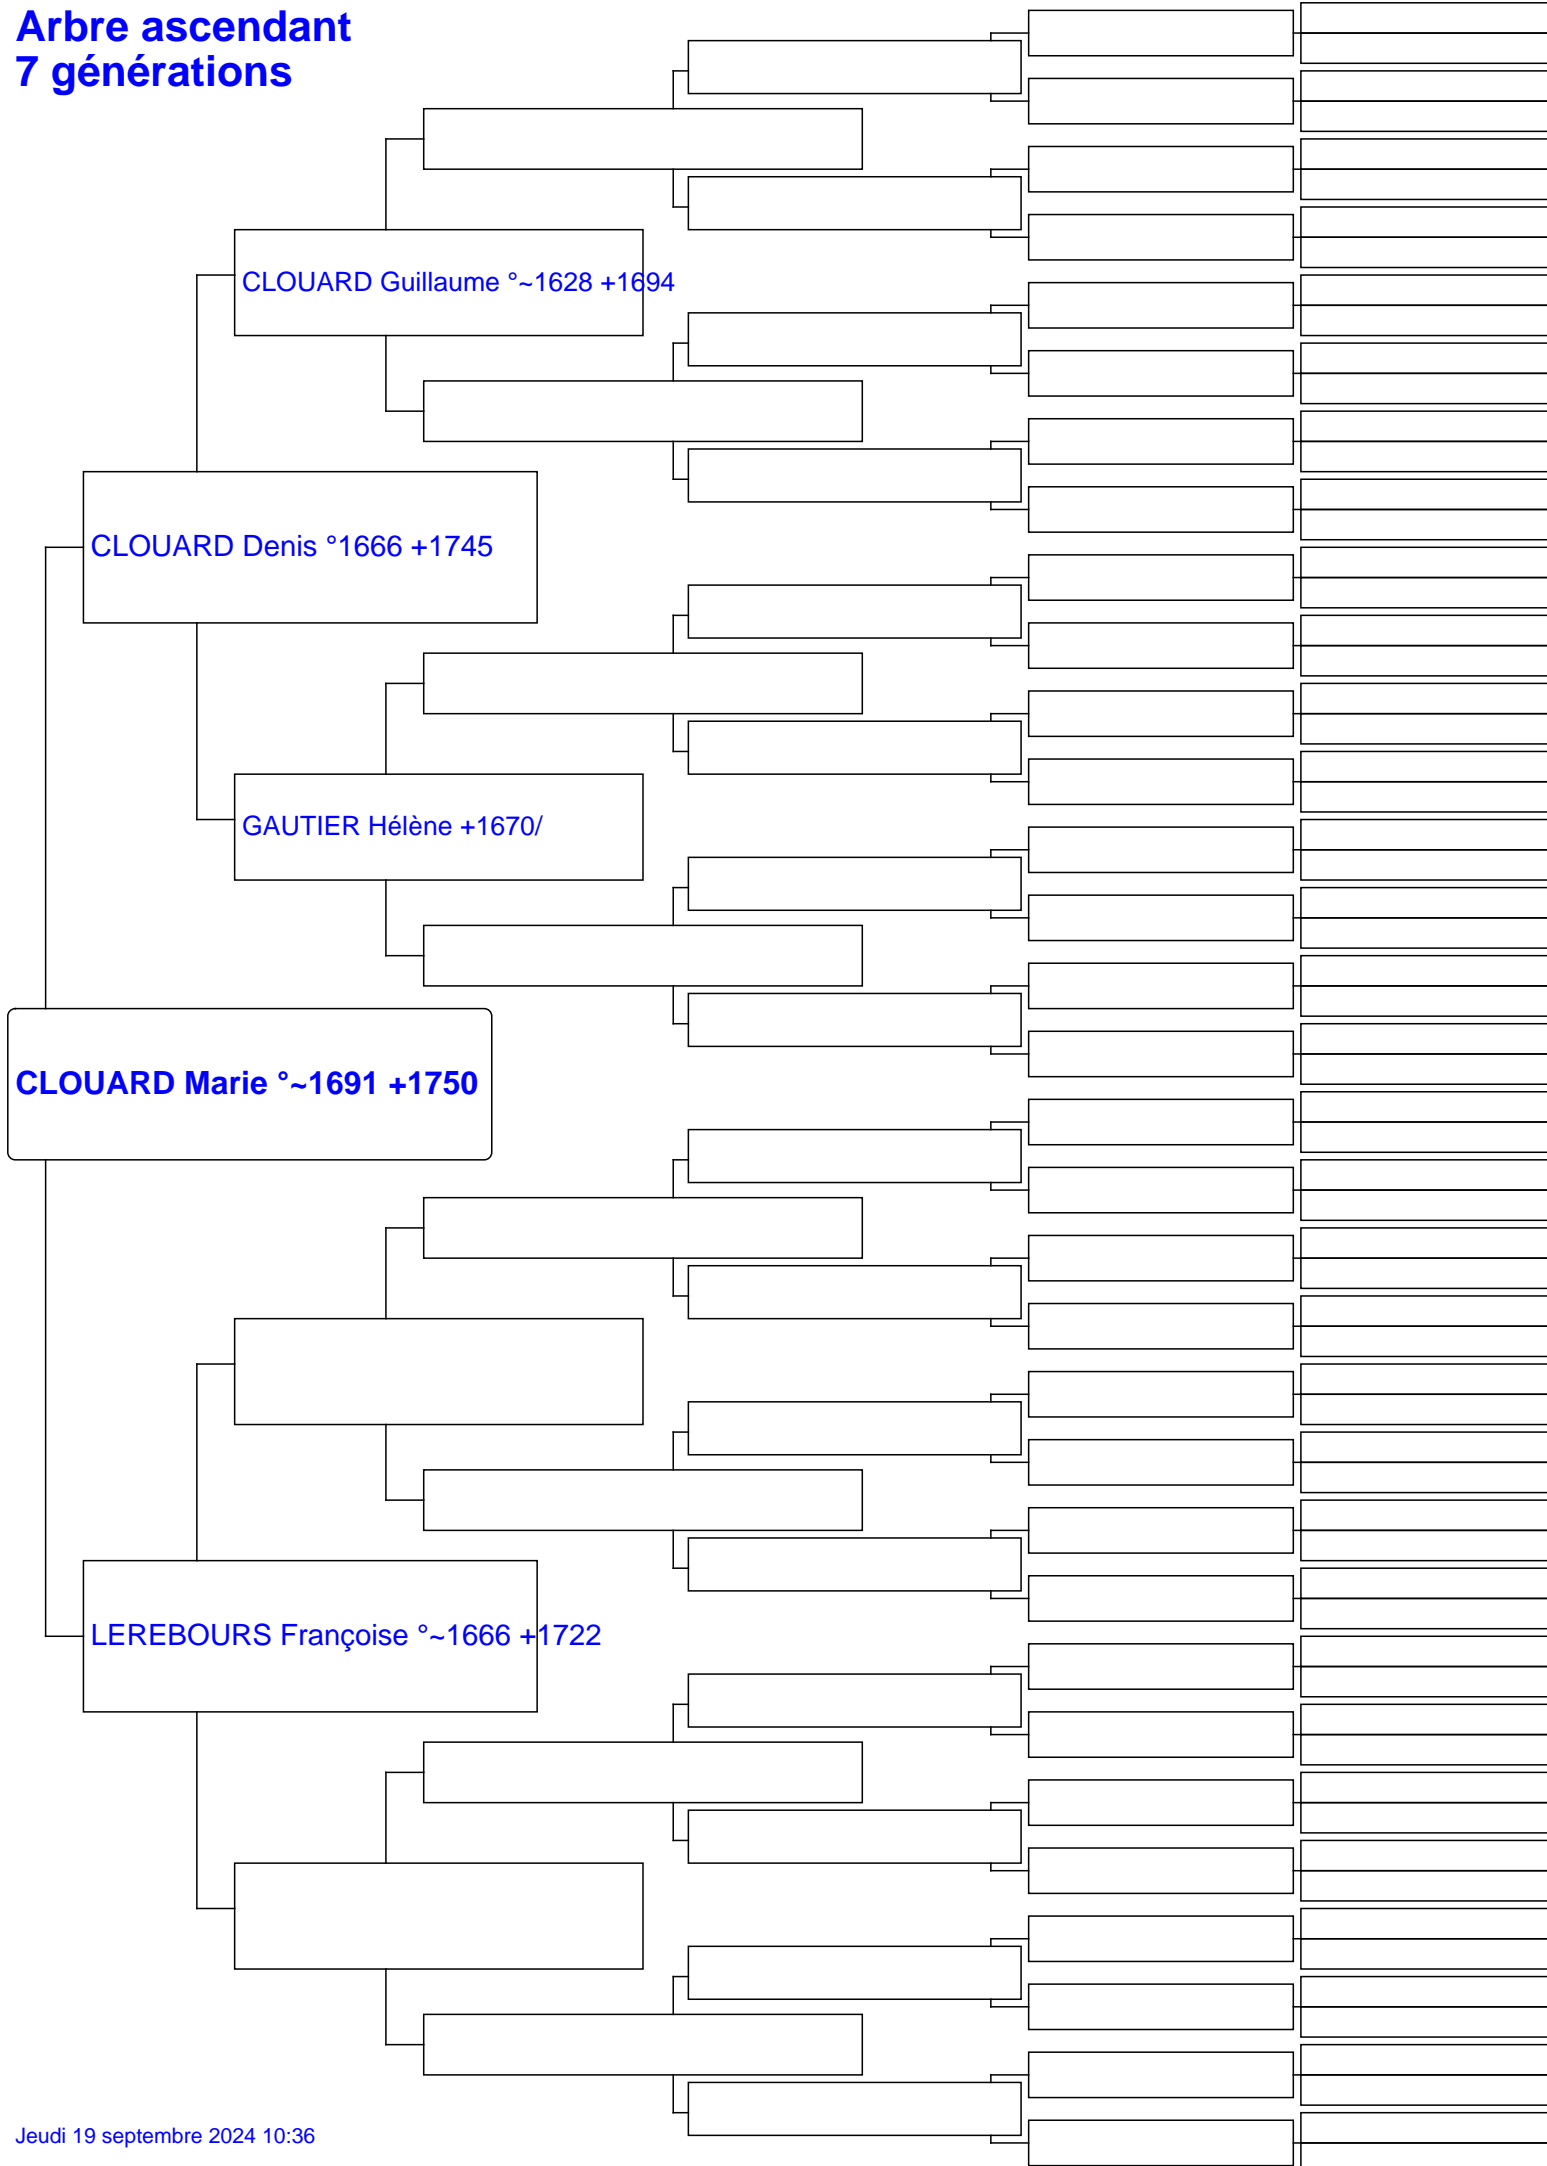 Arbre ascendant
7 générations
CLOUARD Guillaume °~1628 +1694
CLOUARD Denis °1666 +1745
GAUTIER Hélène +1670/
CLOUARD Marie °~1691 +1750
LEREBOURS Françoise °~1666 +1722
Jeudi 19 septembre 2024 10:36